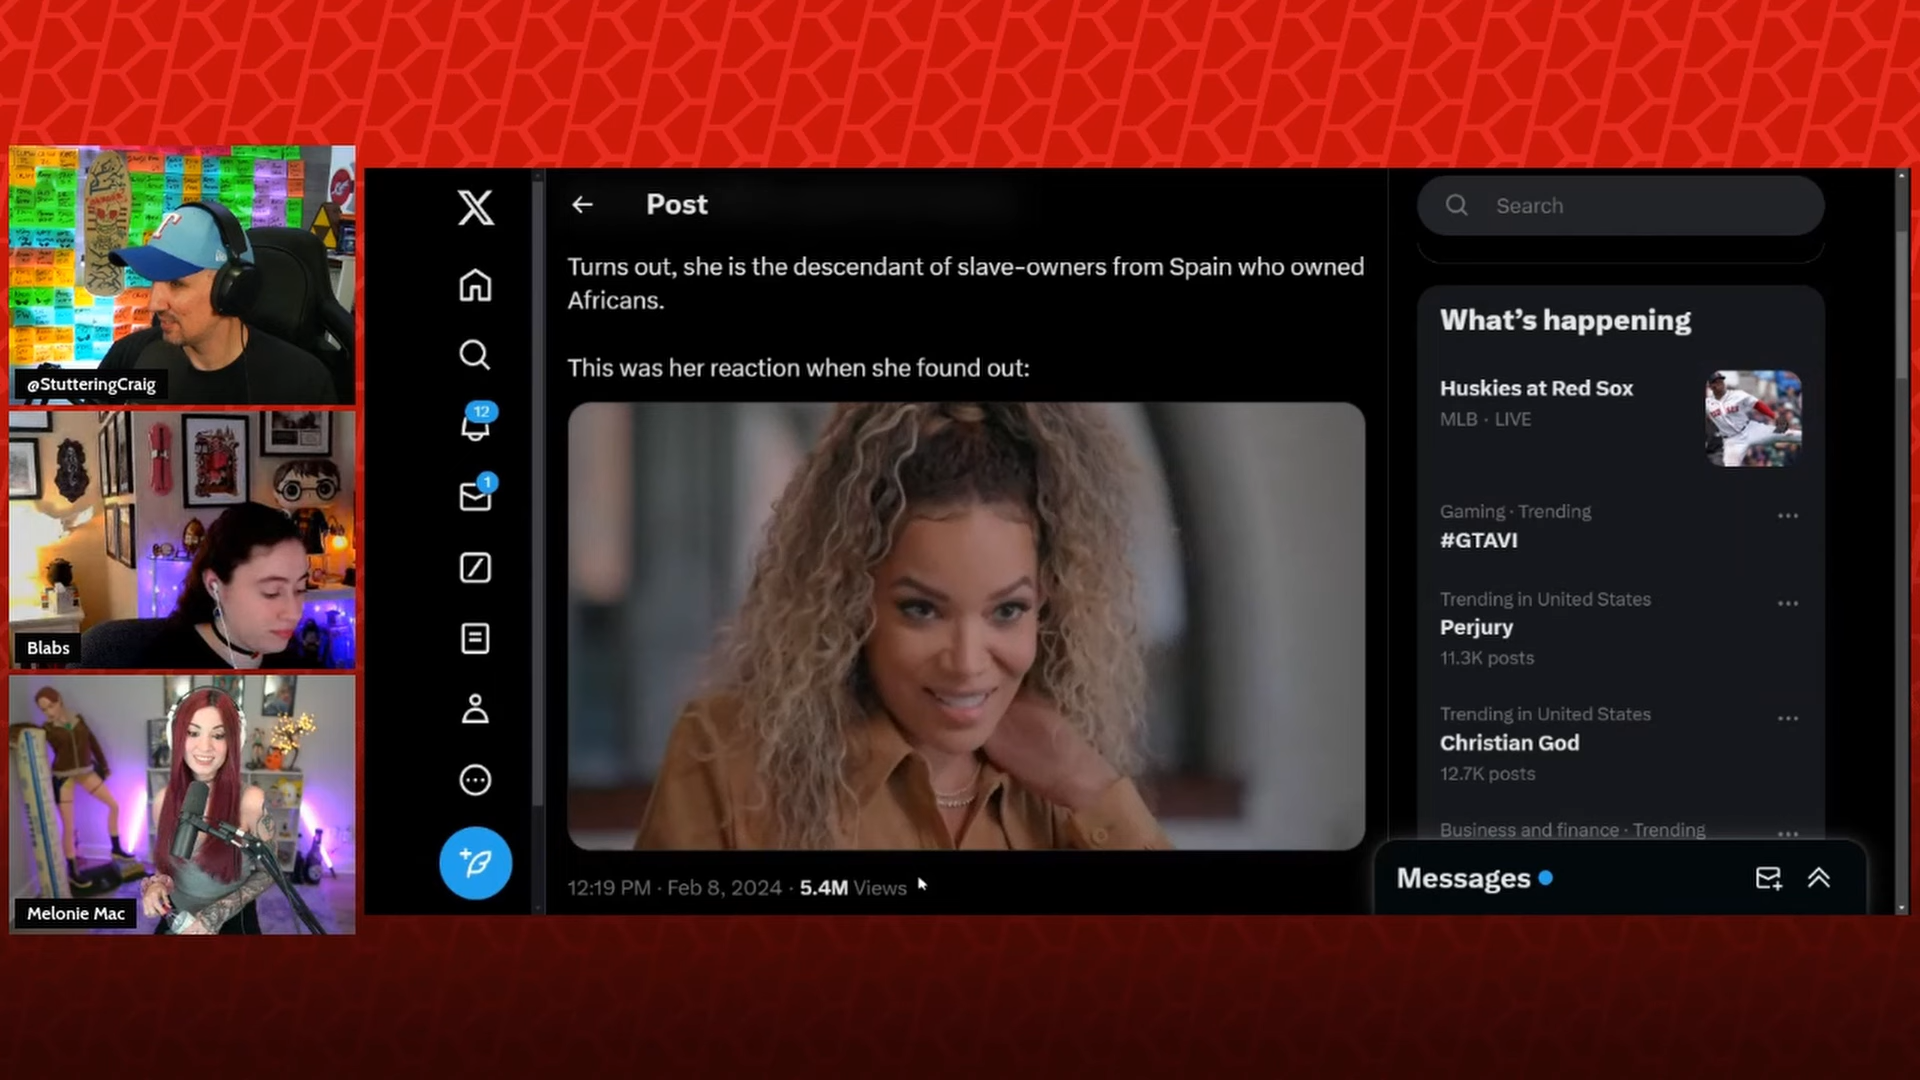 @StutteringCraig
Blabs
Melonie Mac
X
12
1
Post
Turns out, she is the descendant of slave-owners from Spain who owned
Africans.
This was her reaction when she found out:
12:19 PM · Feb 8, 2024 · 5.4M Views
Search
What's happening
Huskies at Red Sox
MLB · LIVE
Gaming · Trending
#GTAVI
Trending in United States
Perjury
11.3K posts
Trending in United States
Christian God
12.7K posts
Business and finance · Trending
Messages